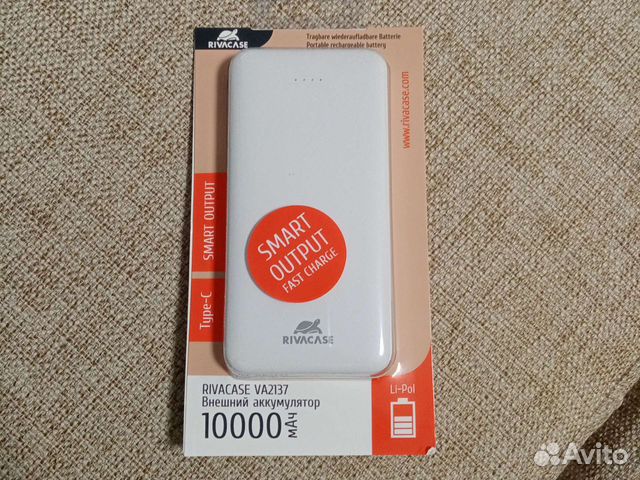 RIVACASE
Tragbare wiederaufladbare Batterie
Portable rechargeable battery
www.rivacase.com
SMART OUTPUT
Type-C
SMART
OUTPUT
FAST CHARGE
RIVACASE
RIVACASE VA2137
Внешний аккумулятор
10000 мАч
Li-Pol
Avito